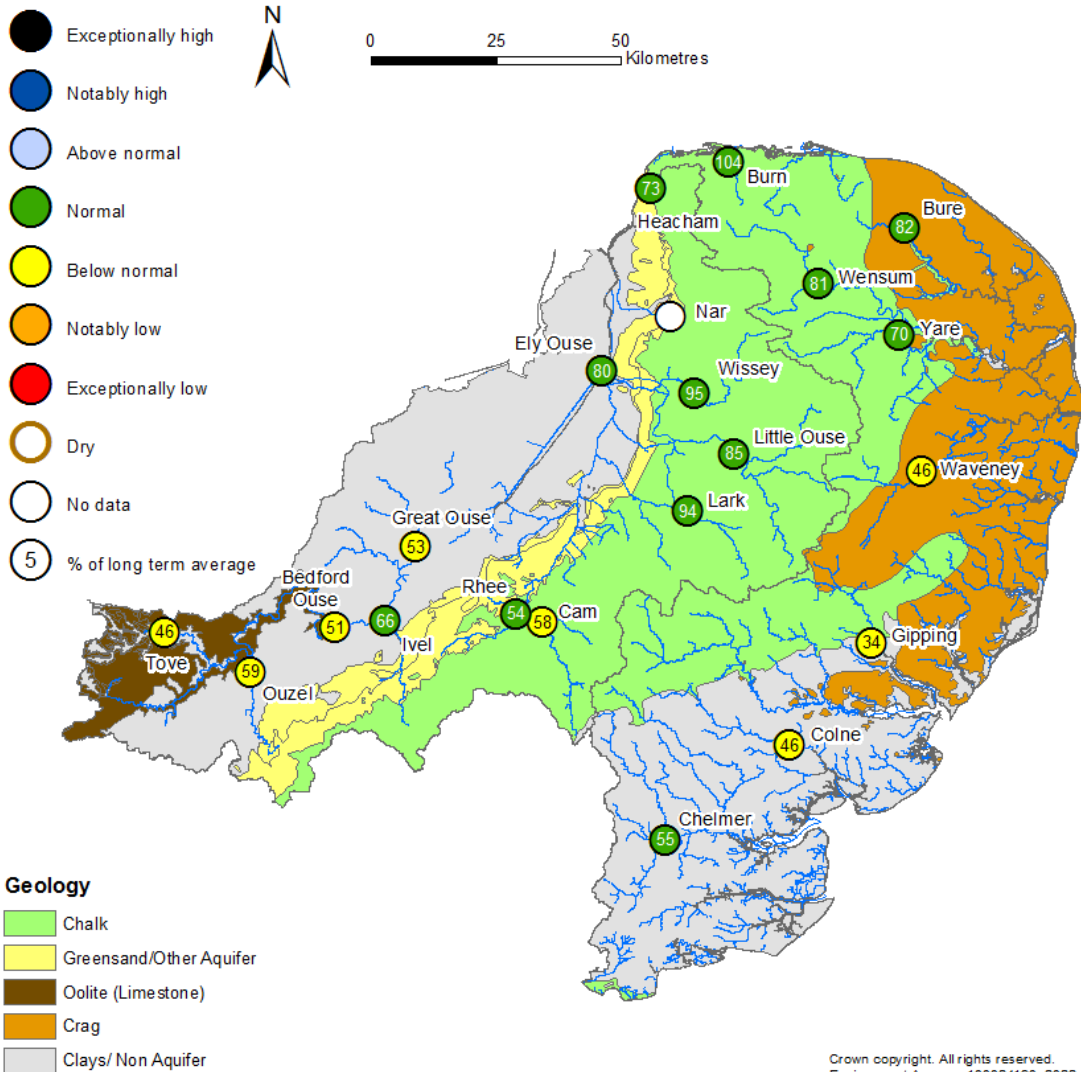 Exceptionally high
Notably high
Above normal
Normal
Below normal
Notably low
Exceptionally low
Dry
No data
5 % of long term average
N
0 25 50
Kilometres
104
Burn
73
Heacham
82
Bure
81
Wensum
Nar
70
Yare
Ely Ouse
80
Wissey
95
Little Ouse
85
46
Waveney
Lark
94
Great Ouse
53
Bedford
Ouse
51
66
Ivel
Rhee
54
58
Cam
46
Tove
59
Ouzel
34
Gipping
46
Colne
Chelmer
55
Geology
Chalk
Greensand/Other Aquifer
Oolite (Limestone)
Crag
Clays/ Non Aquifer
Crown copyright. All rights reserved.